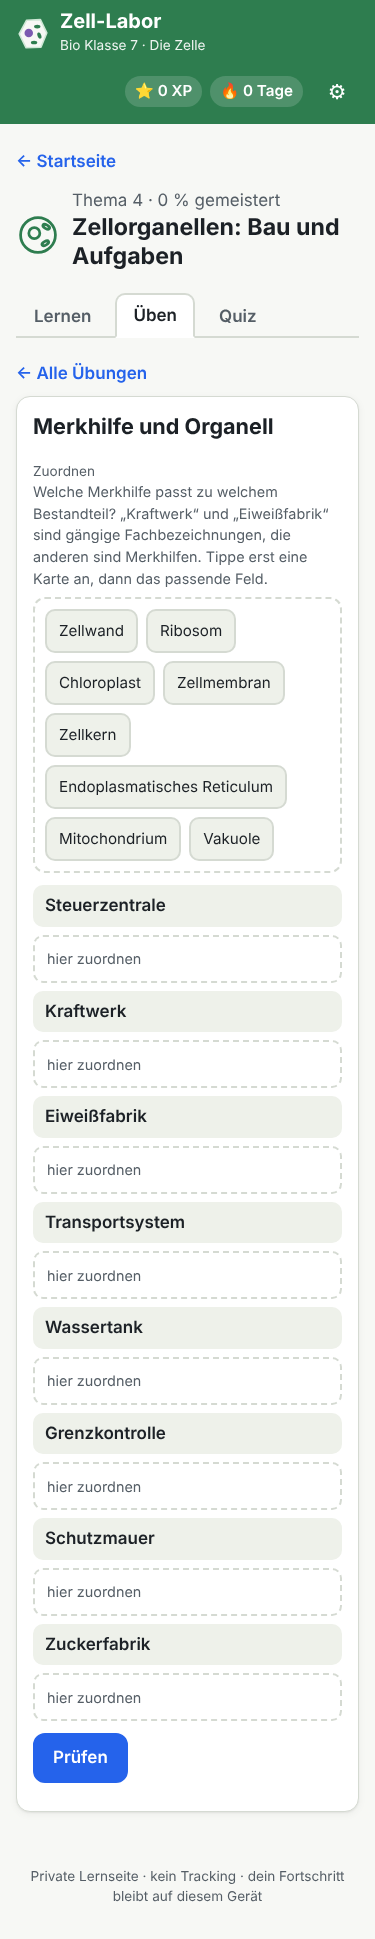 Zell-Labor
Bio Klasse 7 · Die Zelle
⭐ 0 XP
🔥 0 Tage
← Startseite
Thema 4 · 0 % gemeistert
Zellorganellen: Bau und
Aufgaben
Lernen
Üben
Quiz
← Alle Übungen
Merkhilfe und Organell
Zuordnen
Welche Merkhilfe passt zu welchem
Bestandteil? „Kraftwerk“ und „Eiweißfabrik“
sind gängige Fachbezeichnungen, die
anderen sind Merkhilfen. Tippe erst eine
Karte an, dann das passende Feld.
Zellwand
Ribosom
Chloroplast
Zellmembran
Zellkern
Endoplasmatisches Reticulum
Mitochondrium
Vakuole
Steuerzentrale
hier zuordnen
Kraftwerk
hier zuordnen
Eiweißfabrik
hier zuordnen
Transportsystem
hier zuordnen
Wassertank
hier zuordnen
Grenzkontrolle
hier zuordnen
Schutzmauer
hier zuordnen
Zuckerfabrik
hier zuordnen
Prüfen
Private Lernseite · kein Tracking · dein Fortschritt
bleibt auf diesem Gerät